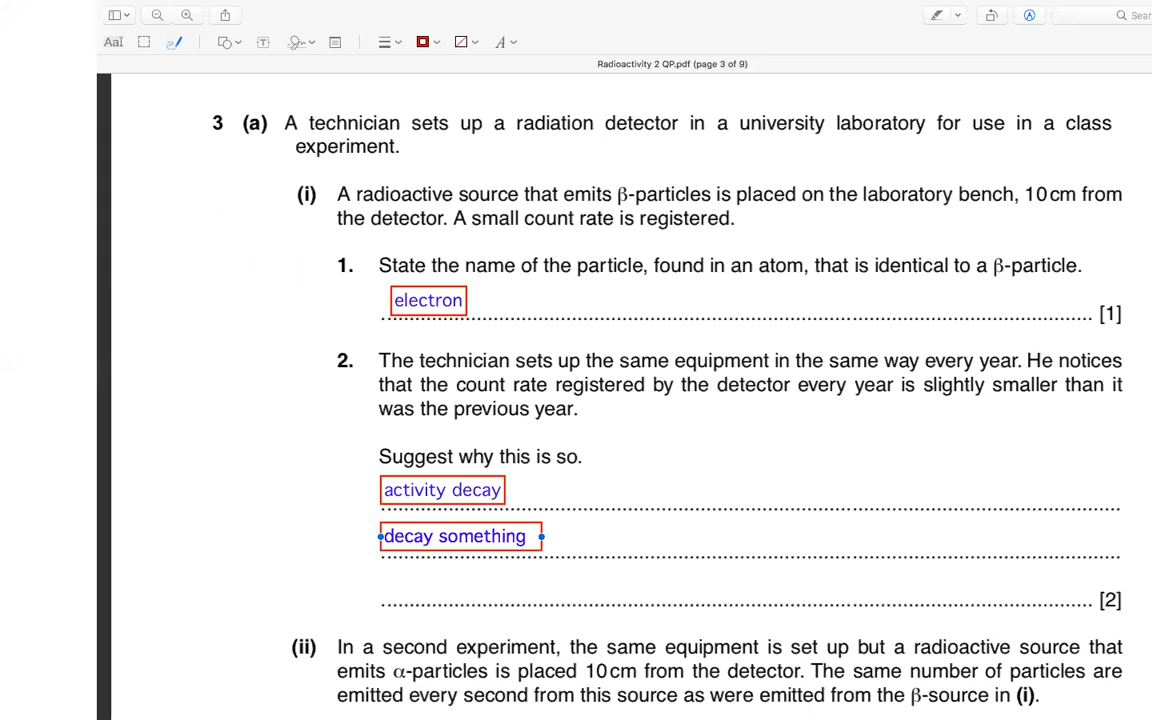 AaI
T
A
Sear
Radioactivity 2 QP.pdf (page 3 of 9)
3 (a) A technician sets up a radiation detector in a university laboratory for use in a class
experiment.
(i) A radioactive source that emits β-particles is placed on the laboratory bench, 10 cm from
the detector. A small count rate is registered.
1. State the name of the particle, found in an atom, that is identical to a β-particle.
electron
[1]
2. The technician sets up the same equipment in the same way every year. He notices
that the count rate registered by the detector every year is slightly smaller than it
was the previous year.
Suggest why this is so.
activity decay
decay something
[2]
(ii) In a second experiment, the same equipment is set up but a radioactive source that
emits α-particles is placed 10 cm from the detector. The same number of particles are
emitted every second from this source as were emitted from the β-source in (i).